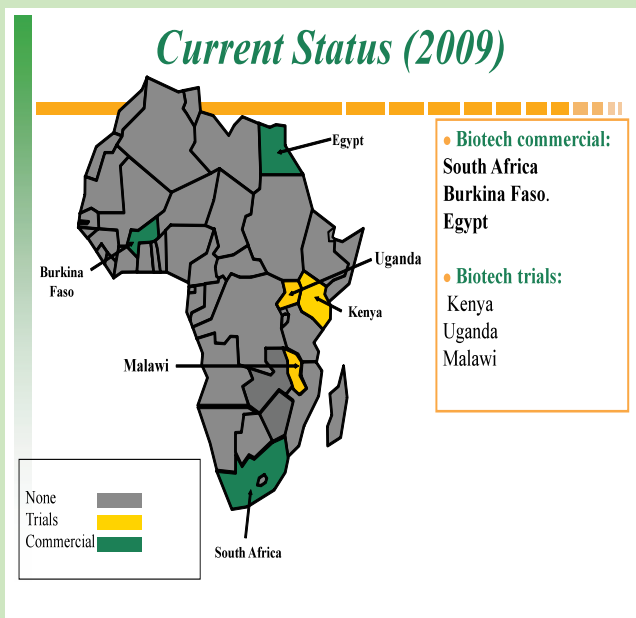 Current Status (2009)
Egypt
Uganda
Burkina
Faso
Kenya
Malawi
South Africa
None
Trials
Commercial
• Biotech commercial:
South Africa
Burkina Faso.
Egypt
• Biotech trials:
Kenya
Uganda
Malawi